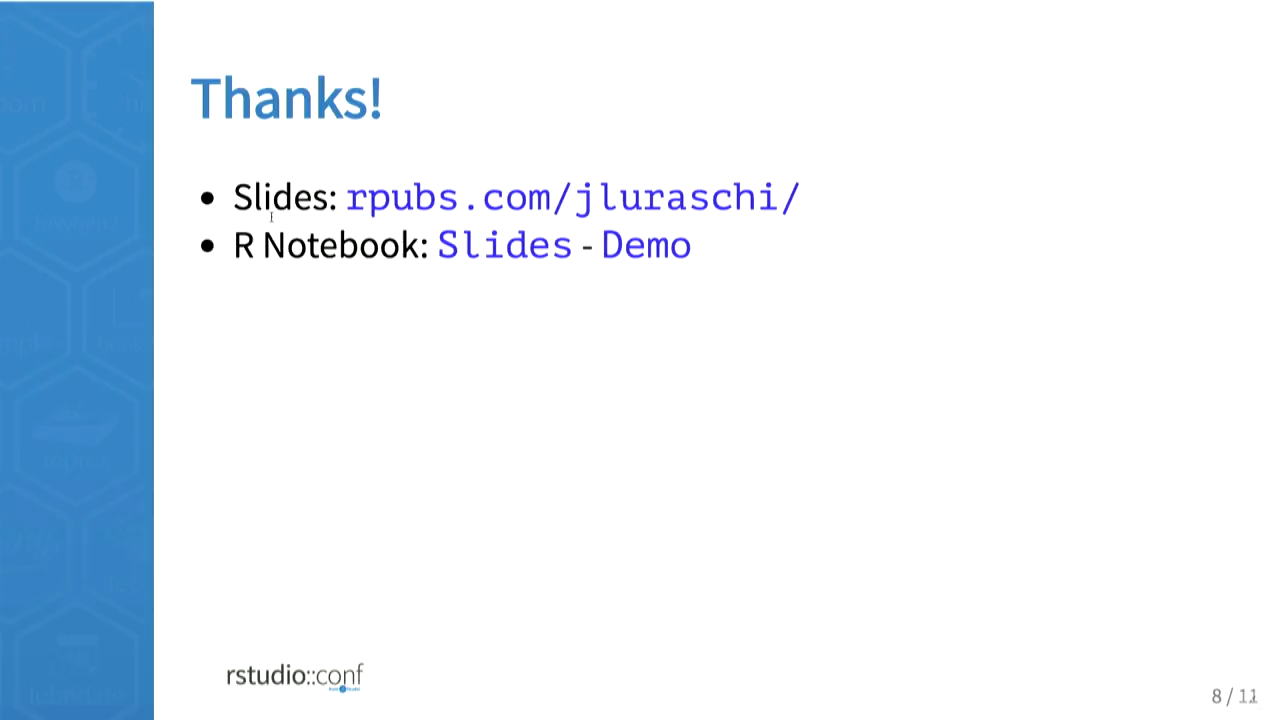 Thanks!
• Slides: rpubs.com/jluraschi/
• R Notebook: Slides - Demo
rstudio::conf
8 / 11